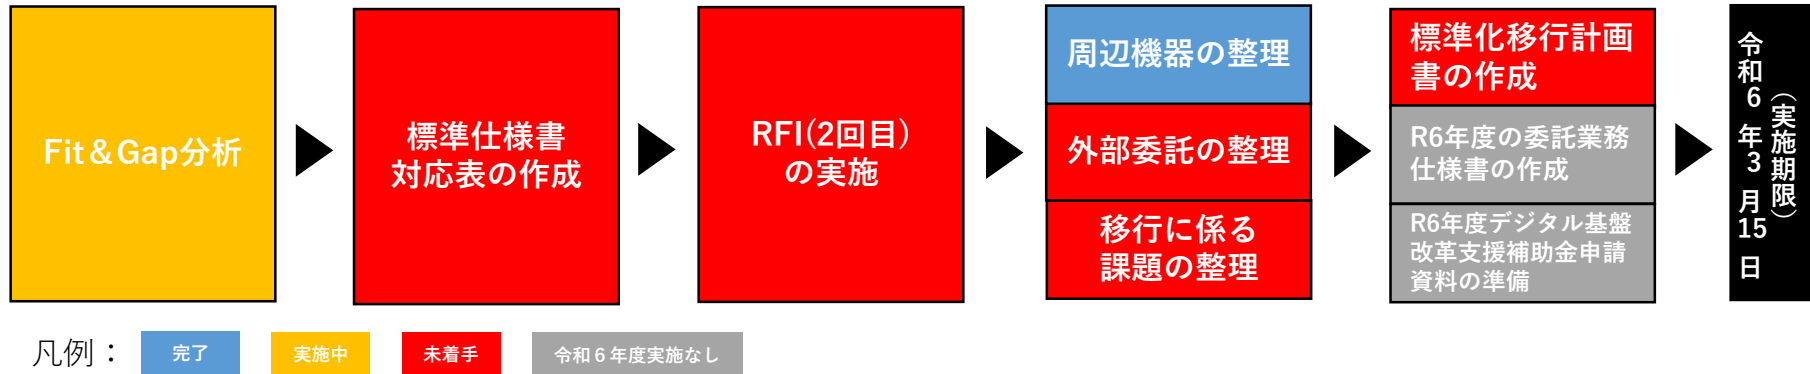 Fit＆Gap分析
標準仕様書
対応表の作成
RFI(2回目)
の実施
周辺機器の整理
外部委託の整理
移行に係る
課題の整理
標準化移行計画
書の作成
R6年度の委託業務
仕様書の作成
R6年度デジタル基盤
改革支援補助金申請
資料の準備
令和6年3月15日
（実施期限）
凡例：
完了
実施中
未着手
令和６年度実施なし